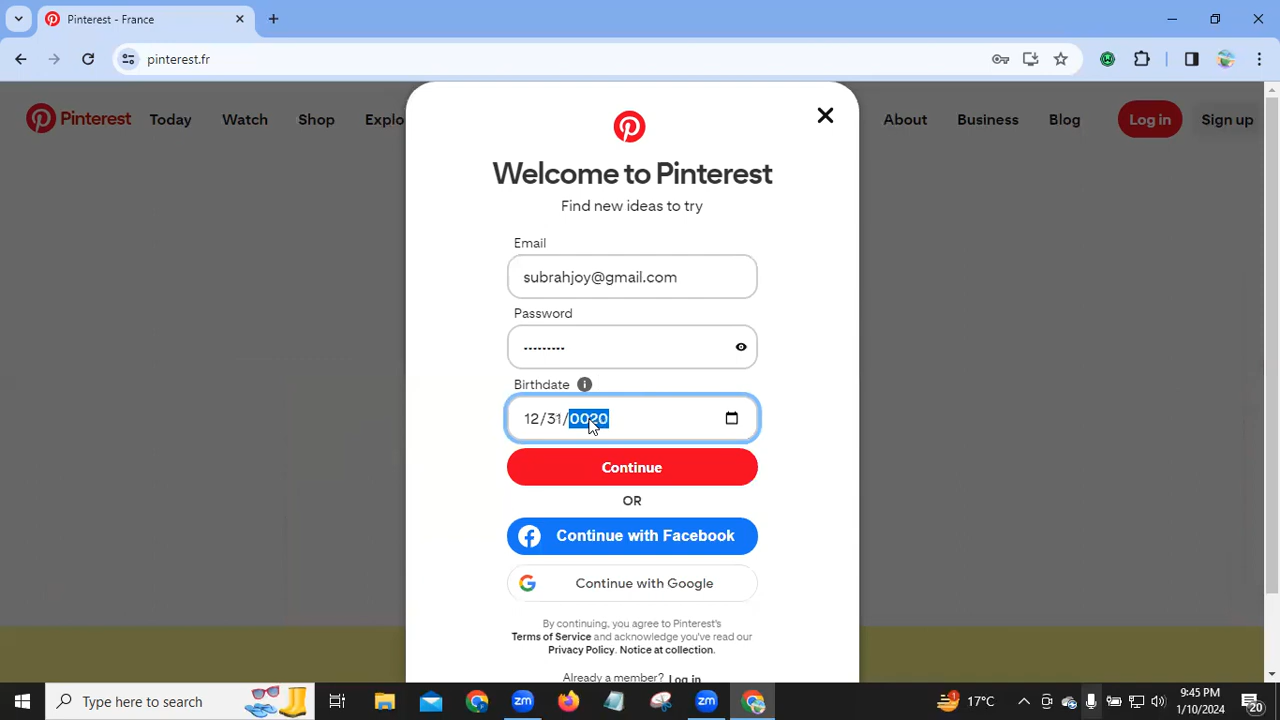 Pinterest - France
pinterest.fr
Pinterest Today Watch Shop Explo About Business Blog Log in Sign up
Welcome to Pinterest
Find new ideas to try
Email
subrahjoy@gmail.com
Password
Birthdate
12/31/0020
Continue
OR
Continue with Facebook
Continue with Google
By continuing, you agree to Pinterest's
Terms of Service and acknowledge you've read our
Privacy Policy. Notice at collection.
Already a member? Log in
Type here to search
zm
zm
1
17°C
9:45 PM
1/10/2024
20